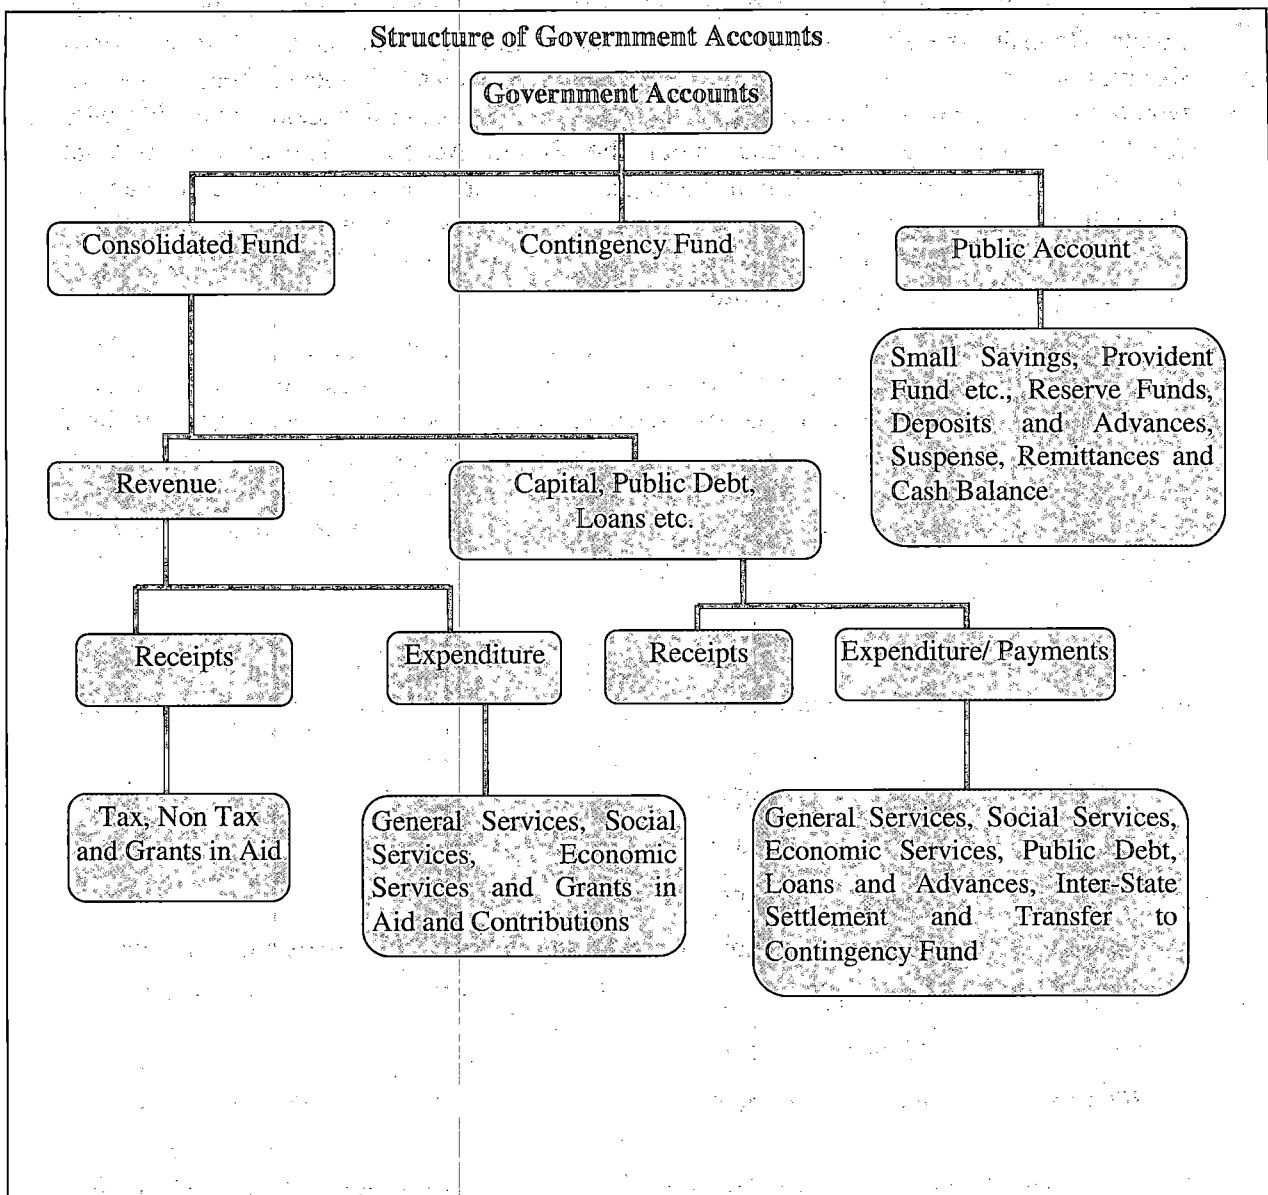 Structure of Government Accounts
Government Accounts
Consolidated Fund
Contingency Fund
Public Account
Small Savings, Provident
Fund etc., Reserve Funds,
Deposits and Advances,
Suspense, Remittances and
Cash Balance
Revenue
Capital, Public Debt,
Loans etc.
Receipts
Expenditure
Receipts
Expenditure/ Payments
Tax, Non Tax
and Grants in Aid
General Services, Social
Services, Economic
Services and Grants in
Aid and Contributions
General Services, Social Services,
Economic Services, Public Debt,
Loans and Advances, Inter-State
Settlement and Transfer to
Contingency Fund